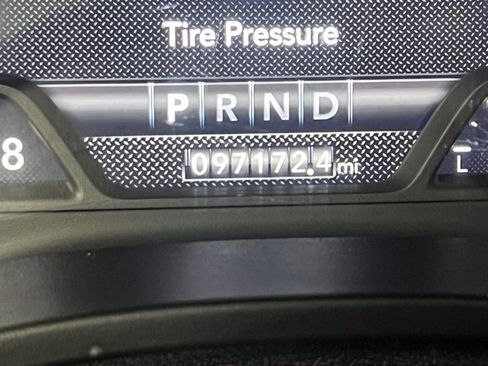 Tire Pressure
P R N D
8
097172.4 mi
L